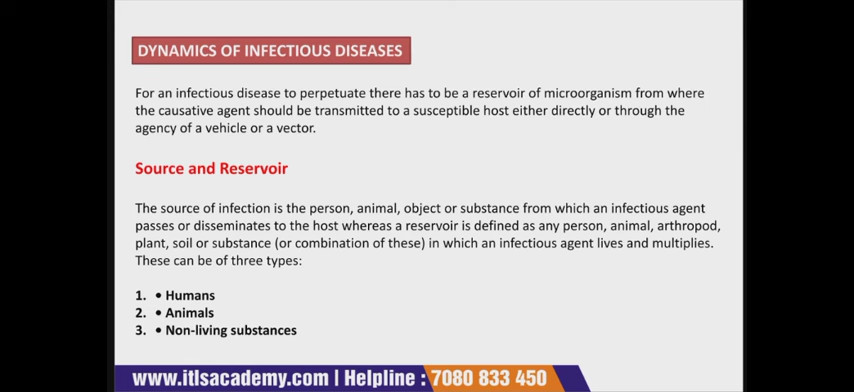 DYNAMICS OF INFECTIOUS DISEASES
For an infectious disease to perpetuate there has to be a reservoir of microorganism from where
the causative agent should be transmitted to a susceptible host either directly or through the
agency of a vehicle or a vector.
Source and Reservoir
The source of infection is the person, animal, object or substance from which an infectious agent
passes or disseminates to the host whereas a reservoir is defined as any person, animal, arthropod,
plant, soil or substance (or combination of these) in which an infectious agent lives and multiplies.
These can be of three types:
1. • Humans
2. • Animals
3. • Non-living substances
www.itlsacademy.com | Helpline : 7080 833 450